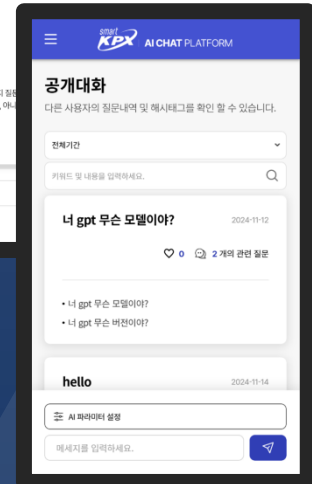 smart
KPX AI CHAT PLATFORM
공개대화
다른 사용자의 질문내역 및 해시태그를 확인 할 수 있습니다.
전체기간
키워드 및 내용을 입력하세요.
너 gpt 무슨 모델이야?
2024-11-12
0
2 개의 관련 질문
• 너 gpt 무슨 모델이야?
• 너 gpt 무슨 버전이야?
hello
2024-11-14
AI 파라미터 설정
메세지를 입력하세요.